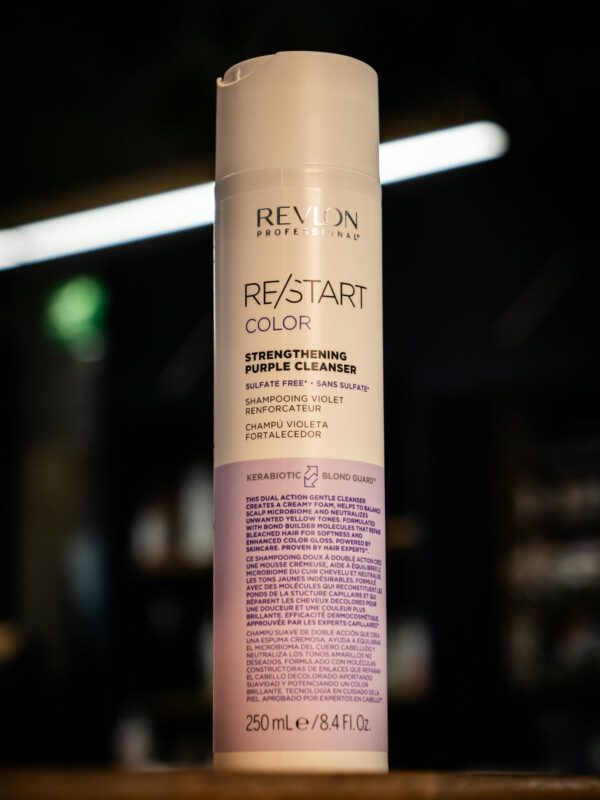 REVLON
PROFESSIONAL®
RE/START
COLOR
STRENGTHENING
PURPLE CLEANSER
SULFATE FREE* • SANS SULFATE*
SHAMPOOING VIOLET
RENFORCATEUR
CHAMPÚ VIOLETA
FORTALECEDOR
KERABIOTIC BLOND GUARD™
THIS DUAL ACTION GENTLE CLEANSER
CREATES A CREAMY FOAM, HELPS TO BALANCE
SCALP MICROBIOME AND NEUTRALIZES
UNWANTED YELLOW TONES. FORMULATED
WITH BOND BUILDER MOLECULES THAT REPAIR
BLEACHED HAIR FOR SOFTNESS AND
ENHANCED COLOR GLOSS. POWERED BY
SKINCARE. PROVEN BY HAIR EXPERTS™.
CE SHAMPOOING DOUX À DOUBLE ACTION CRÉE
UNE MOUSSE CRÉMEUSE, AIDE À ÉQUILIBRER LE
MICROBIOME DU CUIR CHEVELU ET NEUTRALISE
LES TONS JAUNES INDÉSIRABLES. FORMULÉ
AVEC DES MOLÉCULES QUI RECONSTITUENT LES
PONDS DE LA STUCTURE CAPILLAIRE ET QUI
RÉPARENT LES CHEVEUX DÉCOLORÉS POUR
UNE DOUCEUR ET UNE COULEUR PLUS
BRILLANTE. EFFICACITÉ DERMOCOSMÉTIQUE,
APPROUVÉE PAR LES EXPERTS CAPILLAIRES™.
CHAMPÚ SUAVE DE DOBLE ACCIÓN QUE CREA
UNA ESPUMA CREMOSA, AYUDA A EQUILIBRAR
EL MICROBIOMA DEL CUERO CABELLUDO Y
NEUTRALIZA LOS TONOS AMARILLOS NO
DESEADOS. FORMULADO CON MOLÉCULAS
CONSTRUCTORAS DE ENLACES QUE REPARAN
EL CABELLO DECOLORADO APORTANDO
SUAVIDAD Y POTENCIANDO UN COLOR
BRILLANTE. TECNOLOGÍA EN CUIDADO DE LA
PIEL, APROBADO POR EXPERTOS EN CABELLO™.
250 mL e / 8.4 Fl.Oz.